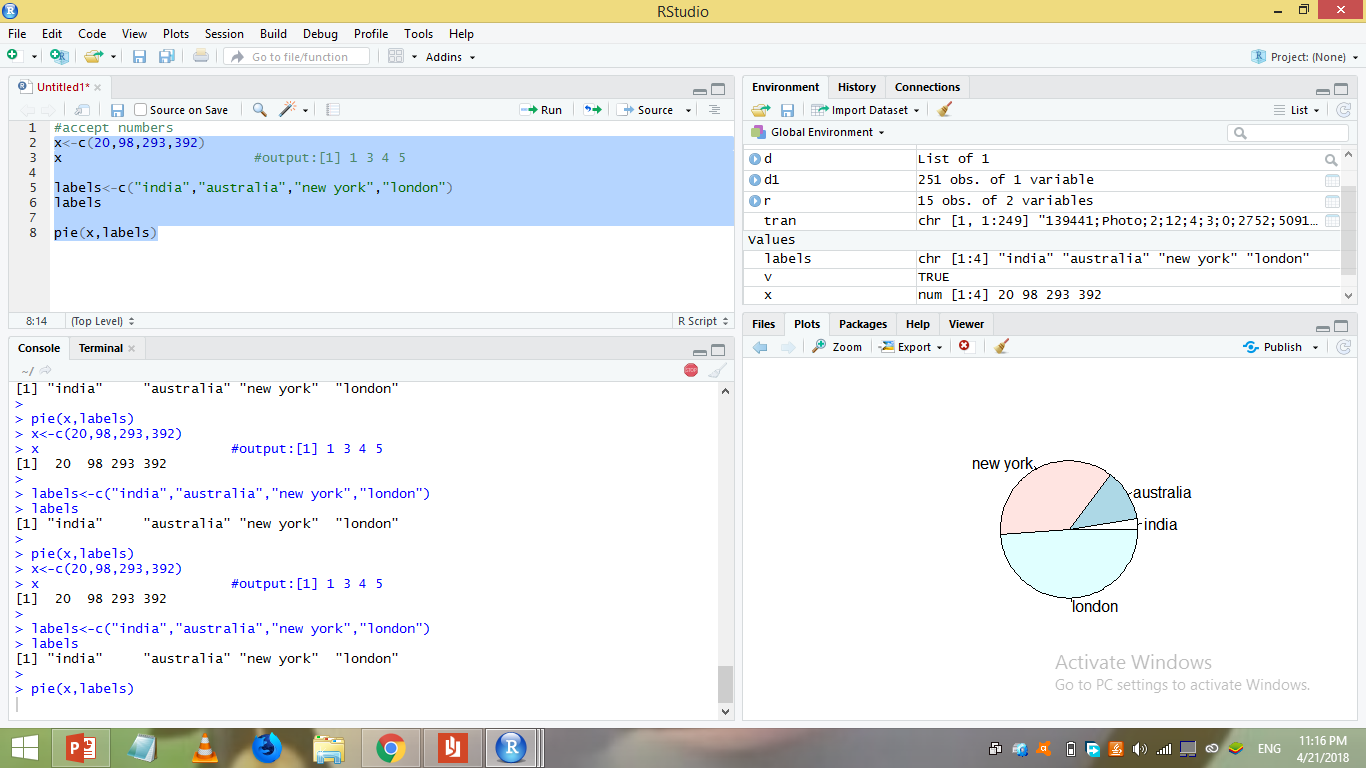 RStudio
File Edit Code View Plots Session Build Debug Profile Tools Help
Go to file/function Addins Project: (None)
Untitled1*
Source on Save Run Source
1 #accept numbers
2 x<-c(20,98,293,392)
3 x #output:[1] 1 3 4 5
4
5 labels<-c("india","australia","new york","london")
6 labels
7
8 pie(x,labels)
8:14 (Top Level) R Script
Console Terminal
~/
[1] "india" "australia" "new york" "london"
>
> pie(x,labels)
> x<-c(20,98,293,392)
> x #output:[1] 1 3 4 5
[1] 20 98 293 392
>
> labels<-c("india","australia","new york","london")
> labels
[1] "india" "australia" "new york" "london"
>
> pie(x,labels)
> x<-c(20,98,293,392)
> x #output:[1] 1 3 4 5
[1] 20 98 293 392
>
> labels<-c("india","australia","new york","london")
> labels
[1] "india" "australia" "new york" "london"
>
> pie(x,labels)
STOP
Environment History Connections
Import Dataset List
Global Environment
d List of 1
d1 251 obs. of 1 variable
r 15 obs. of 2 variables
tran chr [1, 1:249] "139441;Photo;2;12;4;3;0;2752;5091...
Values
labels chr [1:4] "india" "australia" "new york" "london"
v TRUE
x num [1:4] 20 98 293 392
Files Plots Packages Help Viewer
Zoom Export Publish
new york
australia
india
london
Activate Windows
Go to PC settings to activate Windows.
ENG 11:16 PM
4/21/2018